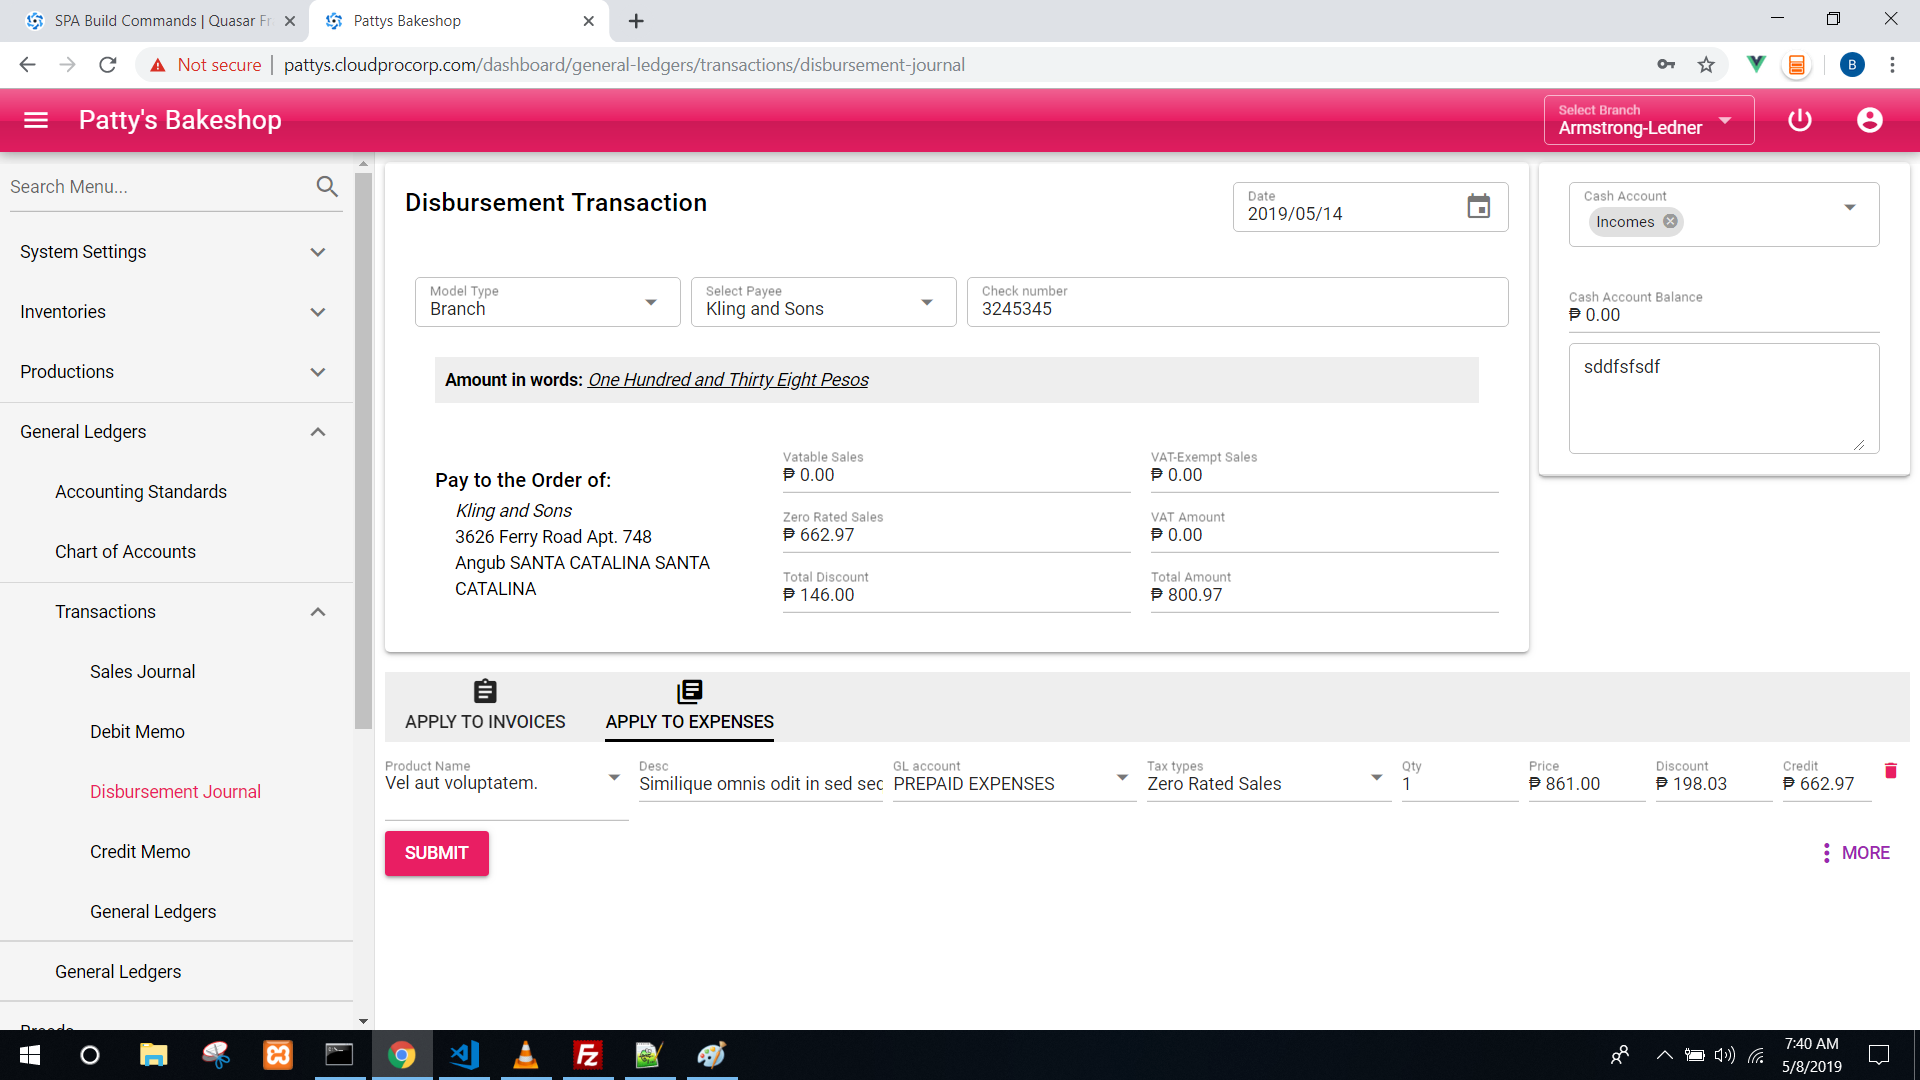 SPA Build Commands | Quasar Fr
Pattys Bakeshop
Not secure
pattys.cloudprocorp.com/dashboard/general-ledgers/transactions/disbursement-journal
B
Patty's Bakeshop
Select Branch
Armstrong-Ledner
Search Menu...
System Settings
Inventories
Productions
General Ledgers
Accounting Standards
Chart of Accounts
Transactions
Sales Journal
Debit Memo
Disbursement Journal
Credit Memo
General Ledgers
General Ledgers
Disbursement Transaction
Date
2019/05/14
Model Type
Branch
Select Payee
Kling and Sons
Check number
3245345
Amount in words: One Hundred and Thirty Eight Pesos
Pay to the Order of:
Kling and Sons
3626 Ferry Road Apt. 748
Angub SANTA CATALINA SANTA
CATALINA
Vatable Sales
₱ 0.00
VAT-Exempt Sales
₱ 0.00
Zero Rated Sales
₱ 662.97
VAT Amount
₱ 0.00
Total Discount
₱ 146.00
Total Amount
₱ 800.97
Cash Account
Incomes
Cash Account Balance
₱ 0.00
sddfsfsdf
APPLY TO INVOICES
APPLY TO EXPENSES
Product Name
Vel aut voluptatem.
Desc
Similique omnis odit in sed sed
GL account
PREPAID EXPENSES
Tax types
Zero Rated Sales
Qty
1
Price
₱ 861.00
Discount
₱ 198.03
Credit
₱ 662.97
SUBMIT
MORE
7:40 AM
5/8/2019